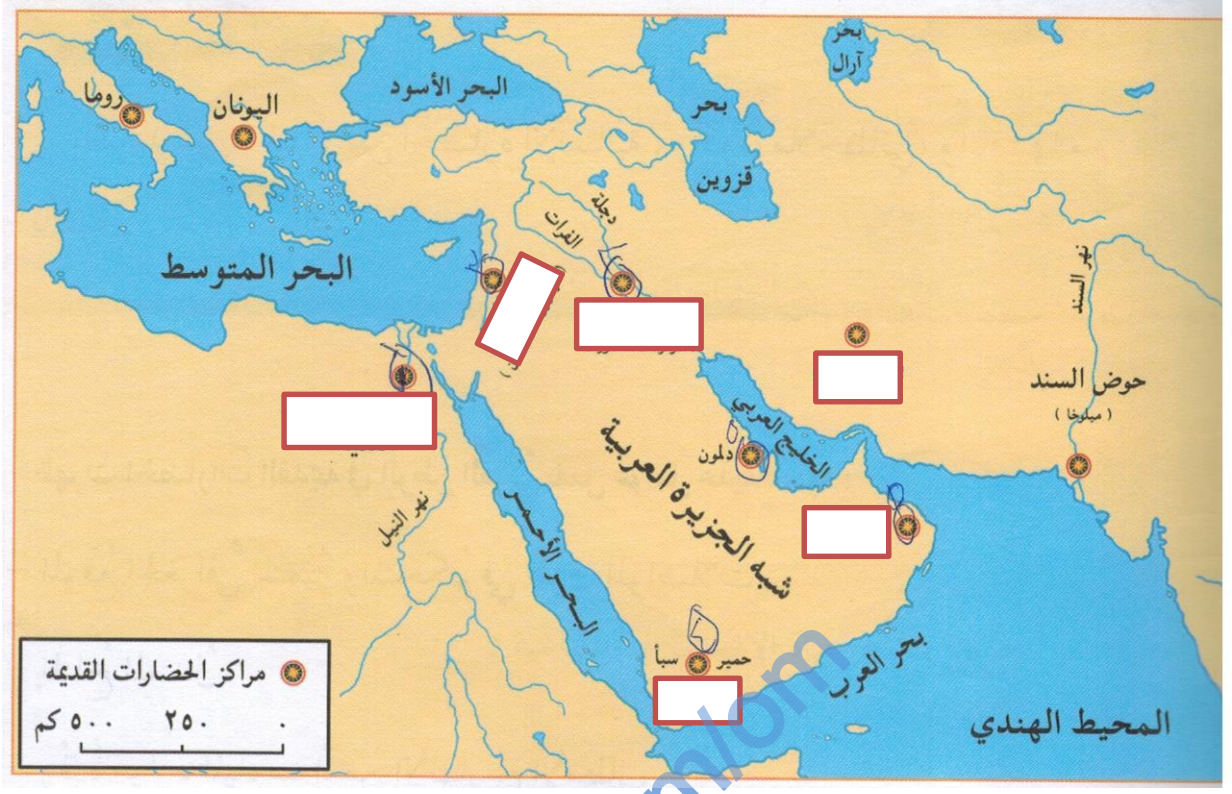 بحر
آرال
البحر الأسود
بحر
قزوين
روما
اليونان
دجلة
الفرات
البحر المتوسط
نهر السند
حوض السند
( ميلوخا )
الخليج العربي
دلمون
شبه الجزيرة العربية
نهر النيل
البحر الأحمر
حمير
سبأ
بحر العرب
المحيط الهندي
مراكز الحضارات القديمة
٠ ٢٥٠ ٥٠٠ كم
m/om